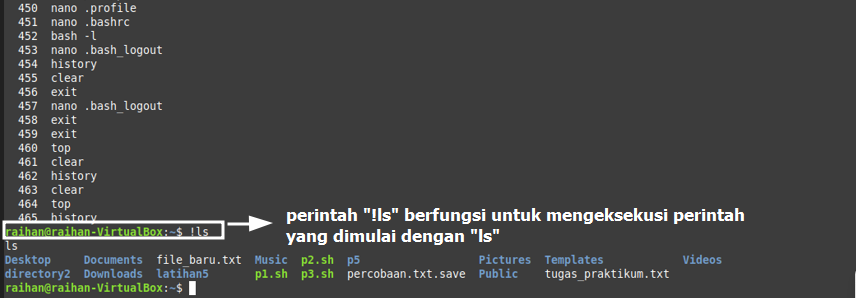 450 nano .profile
451 nano .bashrc
452 bash -l
453 nano .bash_logout
454 history
455 clear
456 exit
457 nano .bash_logout
458 exit
459 exit
460 top
461 clear
462 history
463 clear
464 top
465 history
raihan@raihan-VirtualBox:~$ !ls
perintah "!ls" berfungsi untuk mengeksekusi perintah
yang dimulai dengan "ls"
ls
Desktop Documents file_baru.txt Music p2.sh p5 Pictures Templates Videos
directory2 Downloads latihan5 p1.sh p3.sh percobaan.txt.save Public tugas_praktikum.txt
raihan@raihan-VirtualBox:~$